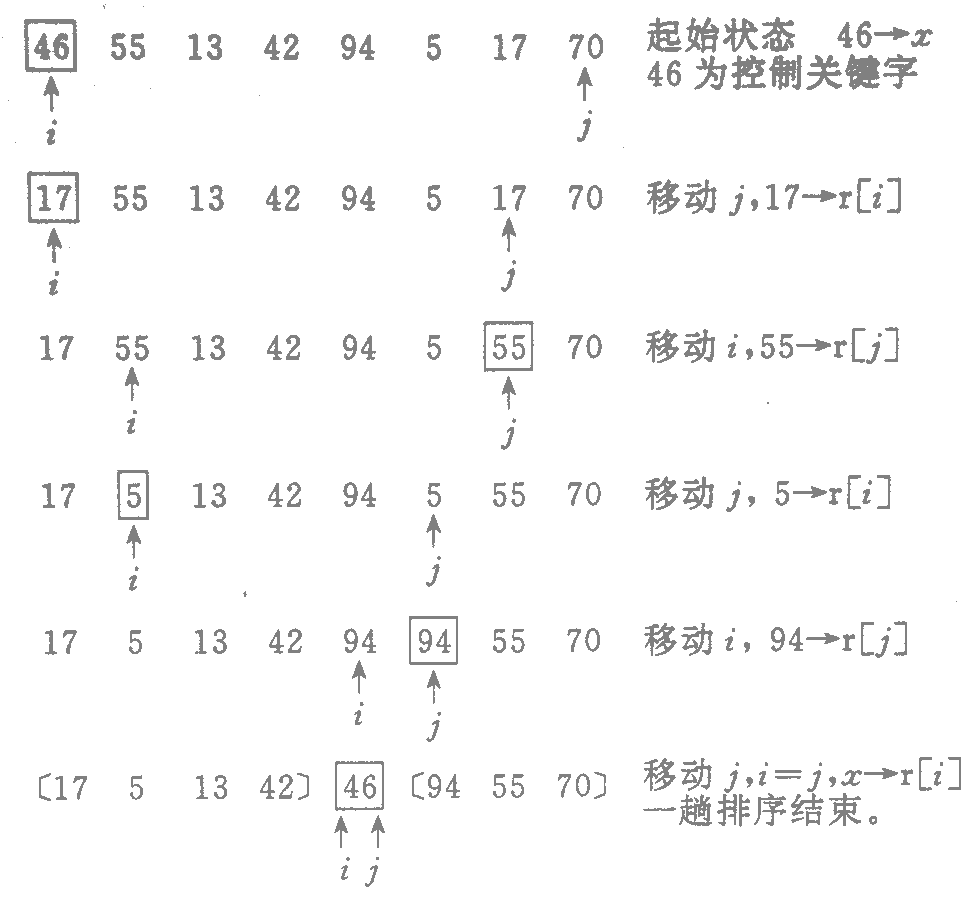 46 55 13 42 94 5 17 70 起始状态 46→x
46为控制关键字
i j
17 55 13 42 94 5 17 70 移动 j,17→r[i]
i j
17 55 13 42 94 5 55 70 移动 i,55→r[j]
i j
17 5 13 42 94 5 55 70 移动 j, 5→r[i]
i j
17 5 13 42 94 94 55 70 移动 i, 94→r[j]
i j
〔17 5 13 42〕 46 〔94 55 70〕 移动 j,i=j,x→r[i]
一趟排序结束。
i j